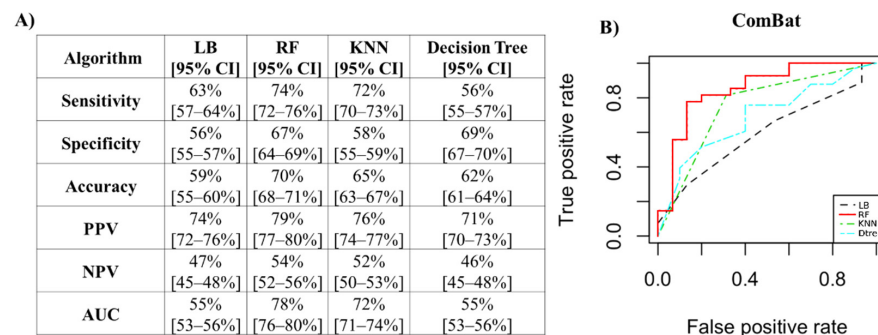 A)
Algorithm LB [95% CI] RF [95% CI] KNN [95% CI] Decision Tree [95% CI]
Sensitivity 63% [57–64%] 74% [72–76%] 72% [70–73%] 56% [55–57%]
Specificity 56% [55–57%] 67% [64–69%] 58% [55–59%] 69% [67–70%]
Accuracy 59% [55–60%] 70% [68–71%] 65% [63–67%] 62% [61–64%]
PPV 74% [72–76%] 79% [77–80%] 76% [74–77%] 71% [70–73%]
NPV 47% [45–48%] 54% [52–56%] 52% [50–53%] 46% [45–48%]
AUC 55% [53–56%] 78% [76–80%] 72% [71–74%] 55% [53–56%]
B)
ComBat
True positive rate
0.8
0.4
0.0
LB
RF
KNN
Dtre
0.0 0.4 0.8
False positive rate